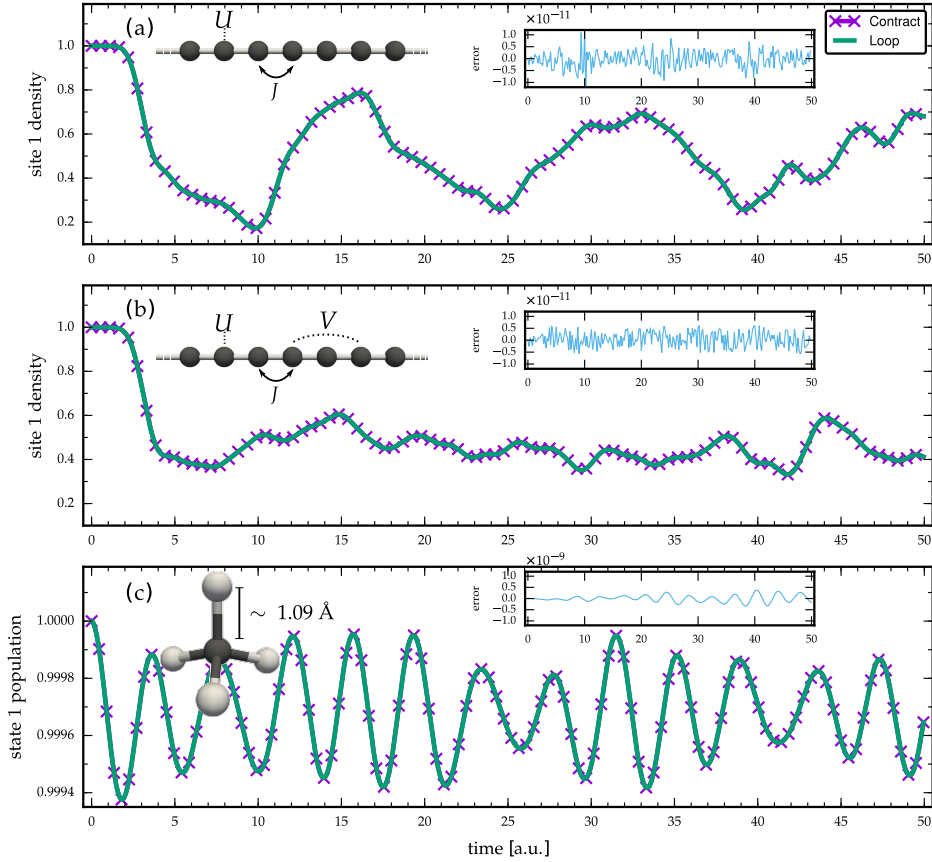 (a)
U
J
×10⁻¹¹
error
1.0
0.5
0.0
−0.5
−1.0
0 10 20 30 40 50
Contract
Loop
site 1 density
1.0
0.8
0.6
0.4
0.2
0 5 10 15 20 25 30 35 40 45 50
(b)
U
V
J
×10⁻¹¹
error
1.0
0.5
0.0
−0.5
−1.0
0 10 20 30 40 50
site 1 density
1.0
0.8
0.6
0.4
0.2
0 5 10 15 20 25 30 35 40 45 50
(c)
~ 1.09 Å
×10⁻⁹
error
1.0
0.5
0.0
−0.5
−1.0
0 10 20 30 40 50
state 1 population
1.0000
0.9998
0.9996
0.9994
0 5 10 15 20 25 30 35 40 45 50
time [a.u.]